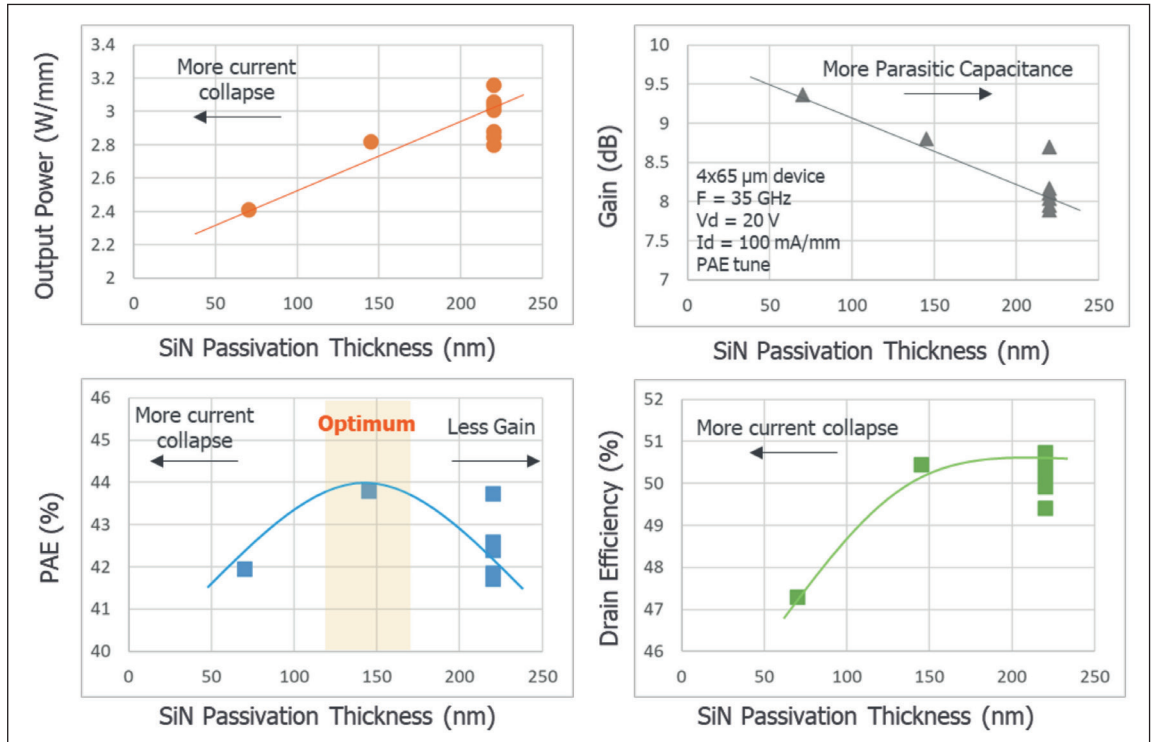 3.4
3.2
3
2.8
2.6
2.4
2.2
2
0
50
100
150
200
250
More current
collapse
Output Power (W/mm)
SiN Passivation Thickness (nm)
10
9.5
9
8.5
8
7.5
7
0
50
100
150
200
250
More Parasitic Capacitance
4x65 µm device
F = 35 GHz
Vd = 20 V
Id = 100 mA/mm
PAE tune
Gain (dB)
SiN Passivation Thickness (nm)
46
45
44
43
42
41
40
0
50
100
150
200
250
More current
collapse
Optimum
Less Gain
PAE (%)
SiN Passivation Thickness (nm)
52
51
50
49
48
47
46
0
50
100
150
200
250
More current collapse
Drain Efficiency (%)
SiN Passivation Thickness (nm)